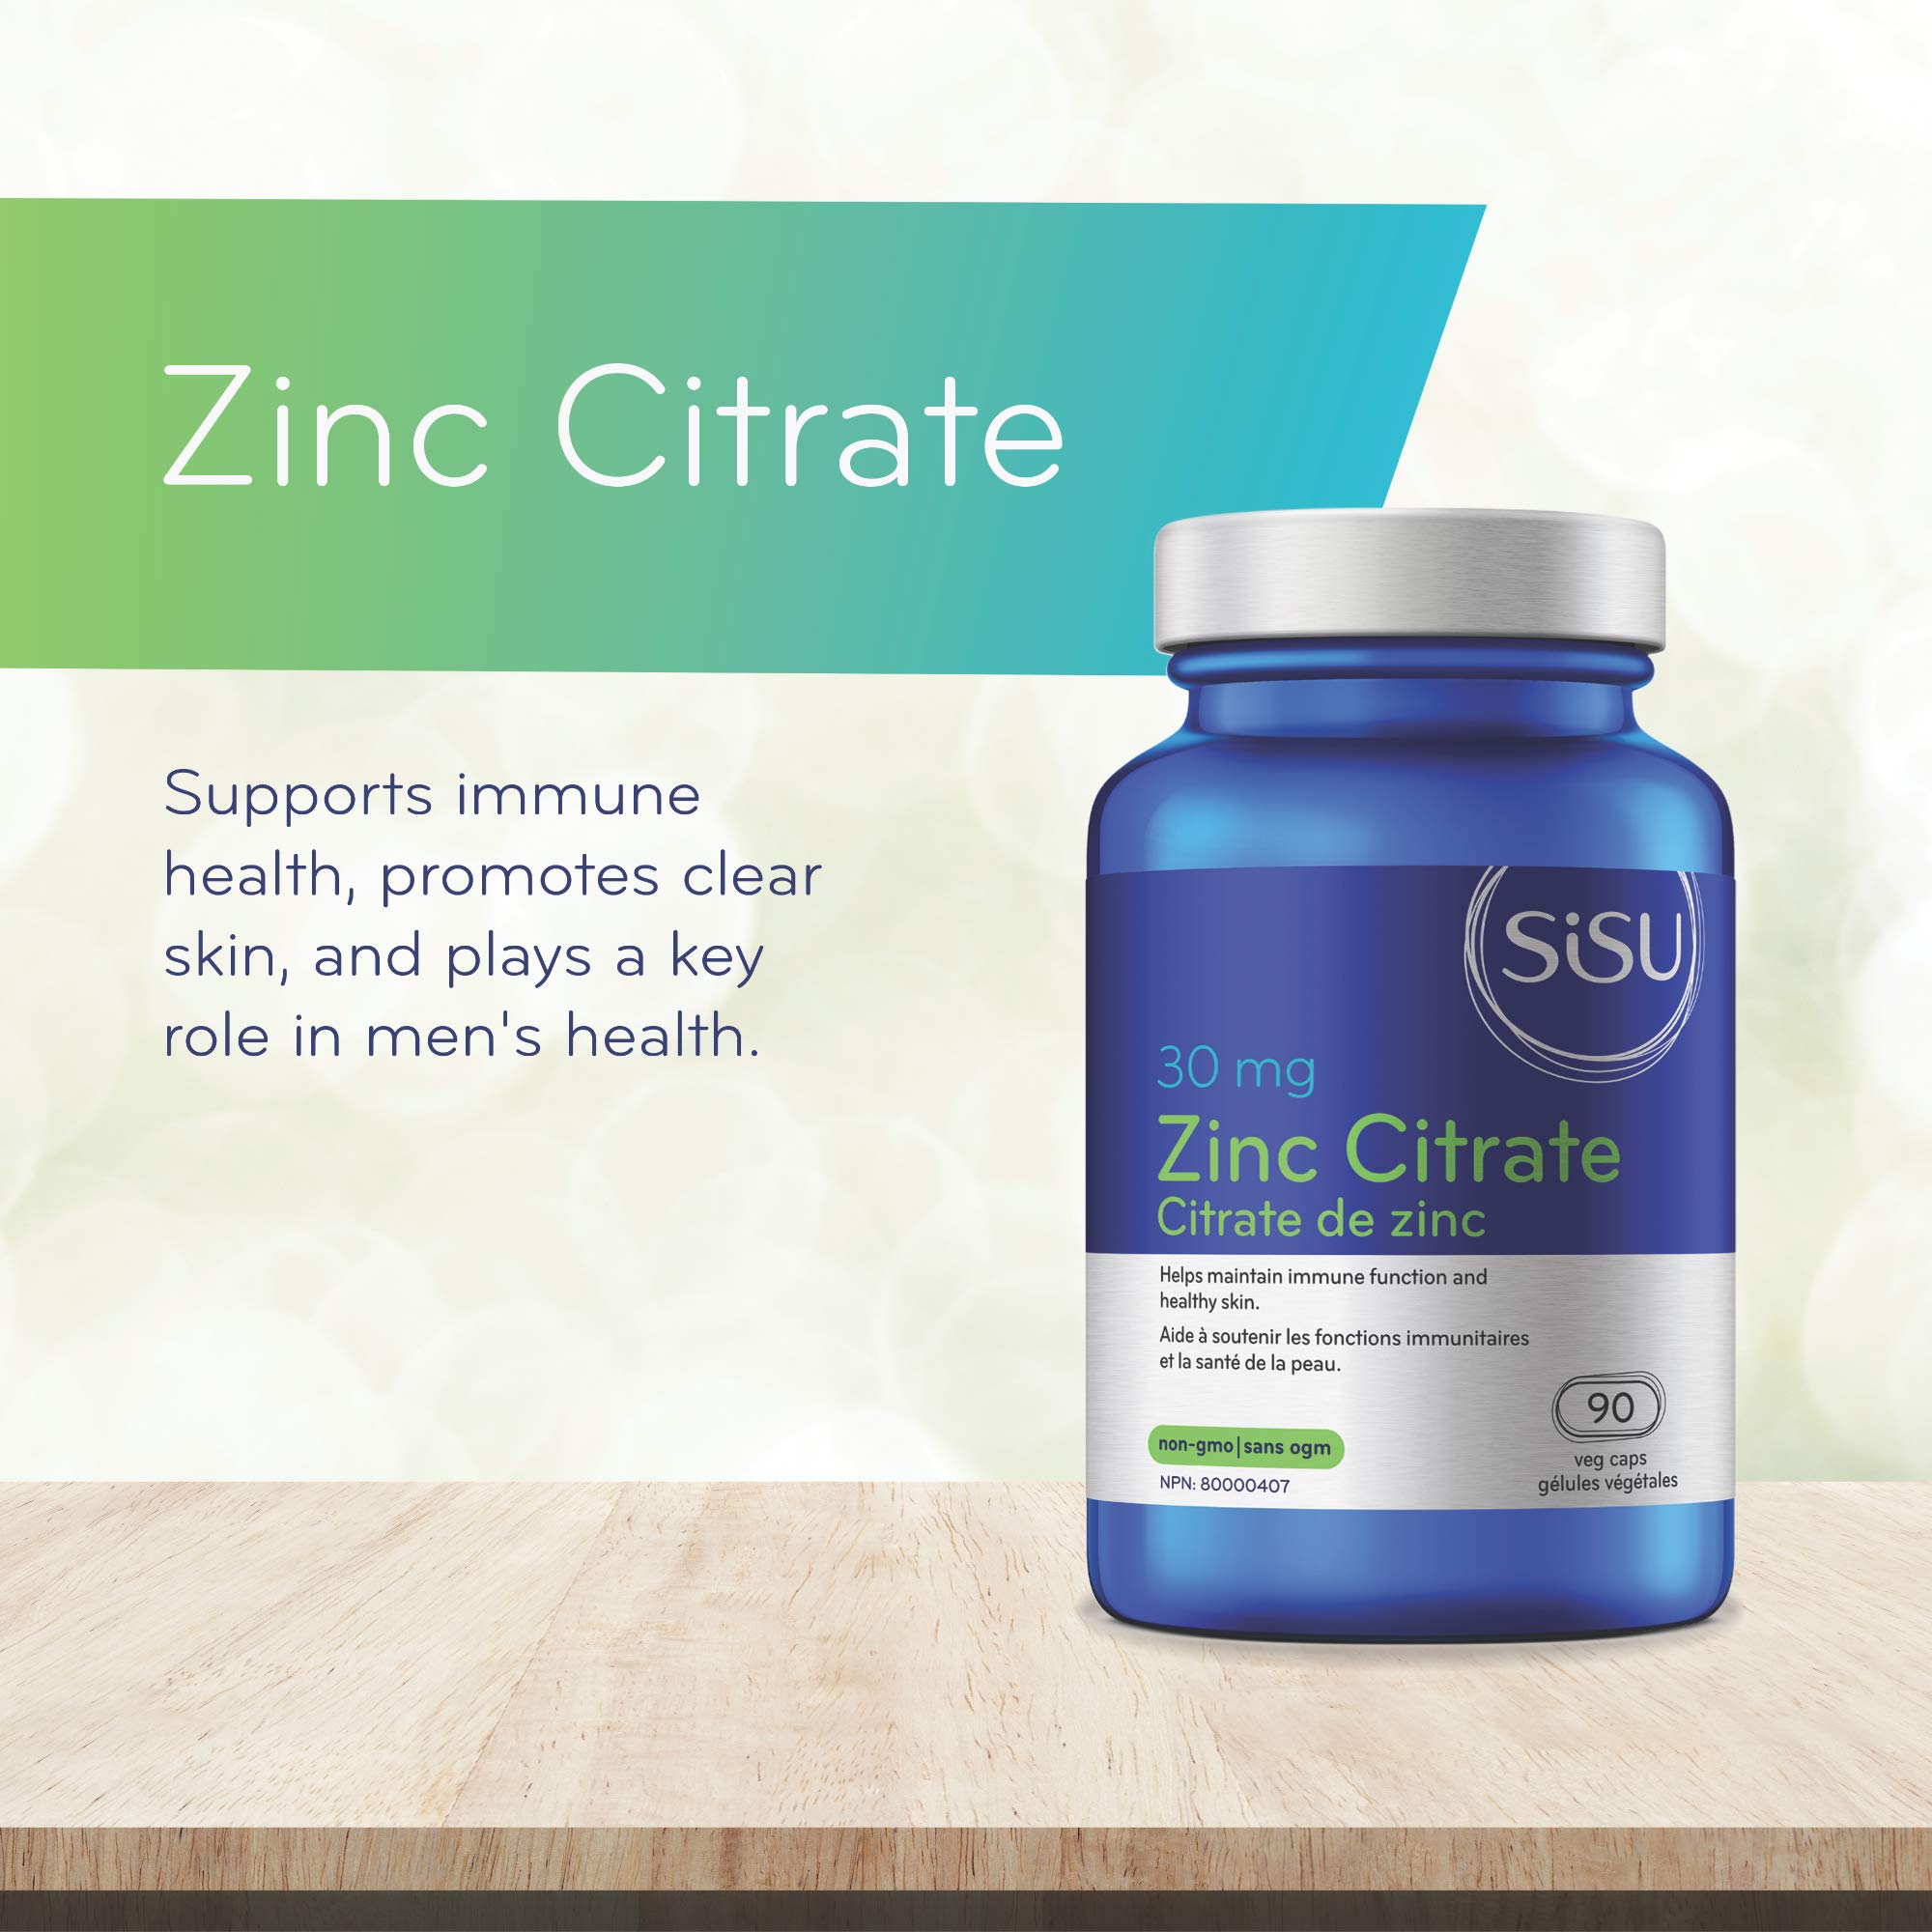 Zinc Citrate
Supports immune
health, promotes clear
skin, and plays a key
role in men's health.
SiSU
30 mg
Zinc Citrate
Citrate de zinc
Helps maintain immune function and
healthy skin.
Aide à soutenir les fonctions immunitaires
et la santé de la peau.
90
veg caps
gélules végétales
non-gmo|sans ogm
NPN: 80000407